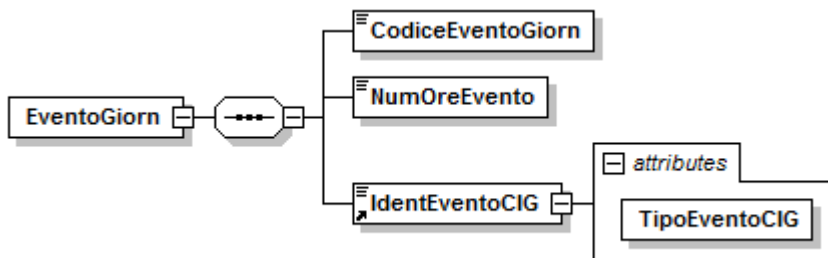 CodiceEventoGiorn
EventoGiorn
NumOreEvento
IdentEventoCIG
attributes
TipoEventoCIG